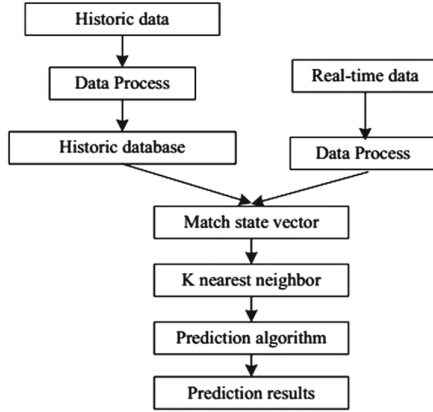 Historic data
Data Process
Real-time data
Historic database
Data Process
Match state vector
K nearest neighbor
Prediction algorithm
Prediction results